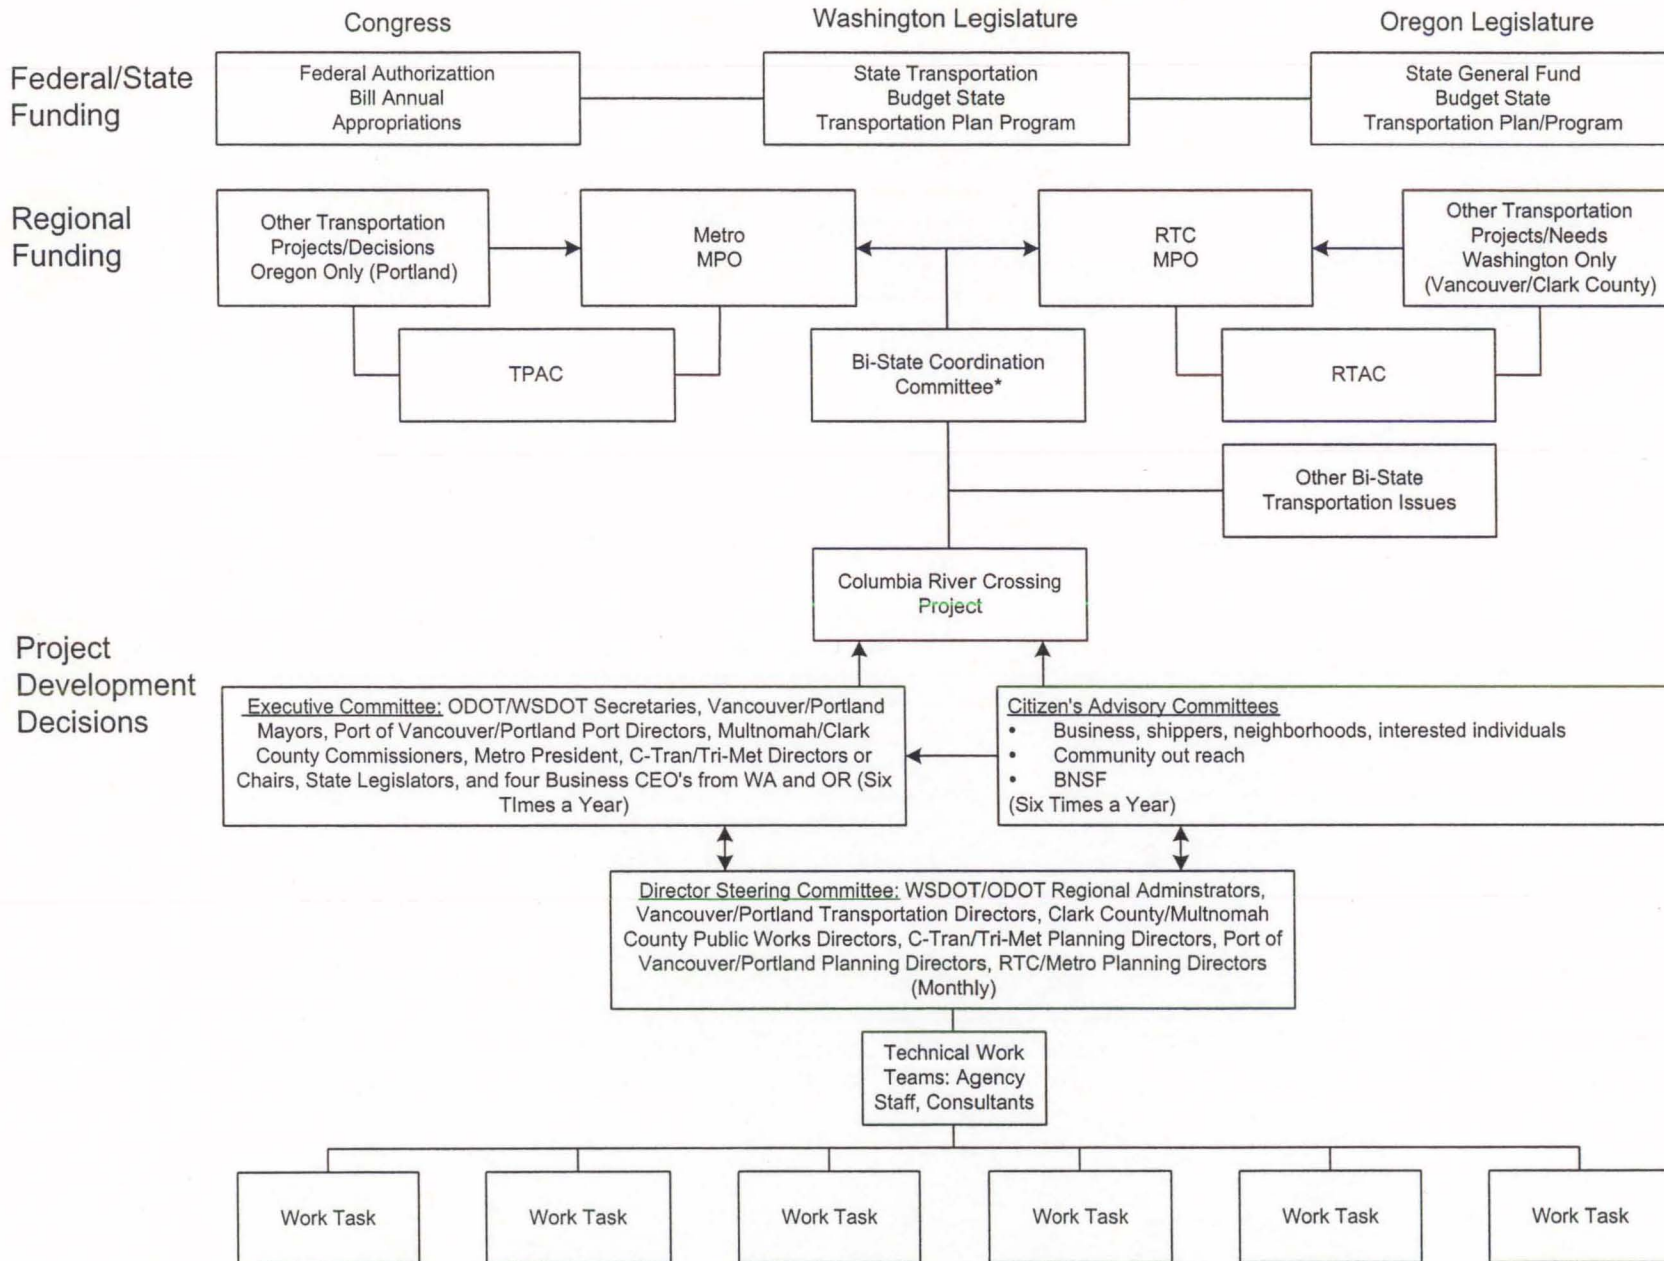 Congress
Washington Legislature
Oregon Legislature
Federal/State
Funding
Federal Authorizattion
Bill Annual
Appropriations
State Transportation
Budget State
Transportation Plan Program
State General Fund
Budget State
Transportation Plan/Program
Regional
Funding
Other Transportation
Projects/Decisions
Oregon Only (Portland)
Metro
MPO
RTC
MPO
Other Transportation
Projects/Needs
Washington Only
(Vancouver/Clark County)
TPAC
Bi-State Coordination
Committee*
RTAC
Other Bi-State
Transportation Issues
Columbia River Crossing
Project
Project
Development
Decisions
Executive Committee: ODOT/WSDOT Secretaries, Vancouver/Portland
Mayors, Port of Vancouver/Portland Port Directors, Multnomah/Clark
County Commissioners, Metro President, C-Tran/Tri-Met Directors or
Chairs, State Legislators, and four Business CEO's from WA and OR (Six
TImes a Year)
Citizen's Advisory Committees
• Business, shippers, neighborhoods, interested individuals
• Community out reach
• BNSF
(Six Times a Year)
Director Steering Committee: WSDOT/ODOT Regional Adminstrators,
Vancouver/Portland Transportation Directors, Clark County/Multnomah
County Public Works Directors, C-Tran/Tri-Met Planning Directors, Port of
Vancouver/Portland Planning Directors, RTC/Metro Planning Directors
(Monthly)
Technical Work
Teams: Agency
Staff, Consultants
Work Task
Work Task
Work Task
Work Task
Work Task
Work Task